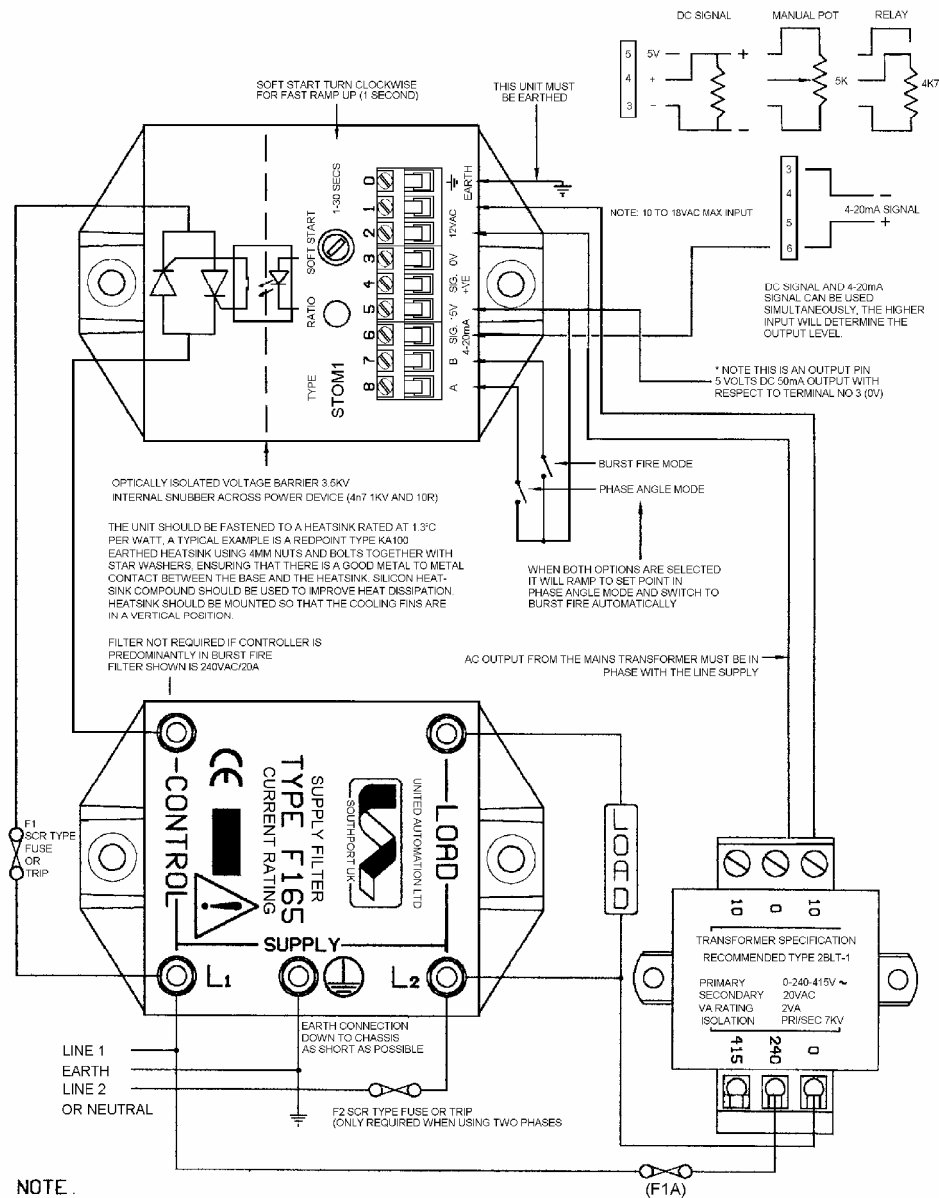 DC SIGNAL
MANUAL POT
RELAY
5
4
3
5V
+
−
+
−
5K
4K7
SOFT START TURN CLOCKWISE
FOR FAST RAMP UP (1 SECOND)
THIS UNIT MUST
BE EARTHED
3
4
5
6
−
4-20mA SIGNAL
+
NOTE: 10 TO 18VAC MAX INPUT
DC SIGNAL AND 4-20mA
SIGNAL CAN BE USED
SIMULTANEOUSLY, THE HIGHER
INPUT WILL DETERMINE THE
OUTPUT LEVEL.
1-30 SECS
SOFT START
RATIO
TYPE
STOM1
0
1
2
3
4
5
6
7
8
EARTH
12VAC
0V
SIG. +VE
*5V
SIG. 4-20mA
B
A
* NOTE THIS IS AN OUTPUT PIN
5 VOLTS DC 50mA OUTPUT WITH
RESPECT TO TERMINAL NO 3 (0V)
BURST FIRE MODE
PHASE ANGLE MODE
OPTICALLY ISOLATED VOLTAGE BARRIER 3.5KV
INTERNAL SNUBBER ACROSS POWER DEVICE (4n7 1KV AND 10R)
THE UNIT SHOULD BE FASTENED TO A HEATSINK RATED AT 1.3°C
PER WATT, A TYPICAL EXAMPLE IS A REDPOINT TYPE KA100
EARTHED HEATSINK USING 4MM NUTS AND BOLTS TOGETHER WITH
STAR WASHERS, ENSURING THAT THERE IS A GOOD METAL TO METAL
CONTACT BETWEEN THE BASE AND THE HEATSINK. SILICON HEAT-
SINK COMPOUND SHOULD BE USED TO IMPROVE HEAT DISSIPATION.
HEATSINK SHOULD BE MOUNTED SO THAT THE COOLING FINS ARE
IN A VERTICAL POSITION.
WHEN BOTH OPTIONS ARE SELECTED
IT WILL RAMP TO SET POINT IN
PHASE ANGLE MODE AND SWITCH TO
BURST FIRE AUTOMATICALLY
FILTER NOT REQUIRED IF CONTROLLER IS
PREDOMINANTLY IN BURST FIRE
FILTER SHOWN IS 240VAC/20A
AC OUTPUT FROM THE MAINS TRANSFORMER MUST BE IN
PHASE WITH THE LINE SUPPLY
F1
SCR TYPE
FUSE
OR
TRIP
CONTROL
CE
CURRENT RATING
TYPE F165
SUPPLY FILTER
SOUTHPORT UK
UNITED AUTOMATION LTD
LOAD
!
SUPPLY
L1
L2
LOAD
10
0
10
TRANSFORMER SPECIFICATION
RECOMMENDED TYPE 2BLT-1
PRIMARY 0-240-415V ~
SECONDARY 20VAC
VA RATING 2VA
ISOLATION PRI/SEC 7KV
415
240
0
EARTH CONNECTION
DOWN TO CHASSIS
AS SHORT AS POSSIBLE
LINE 1
EARTH
LINE 2
OR NEUTRAL
F2 SCR TYPE FUSE OR TRIP
(ONLY REQUIRED WHEN USING TWO PHASES
(F1A)
NOTE.